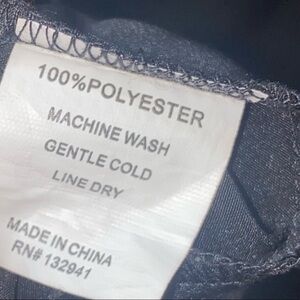 100%POLYESTER
MACHINE WASH
GENTLE COLD
LINE DRY
MADE IN CHINA
RN# 132941